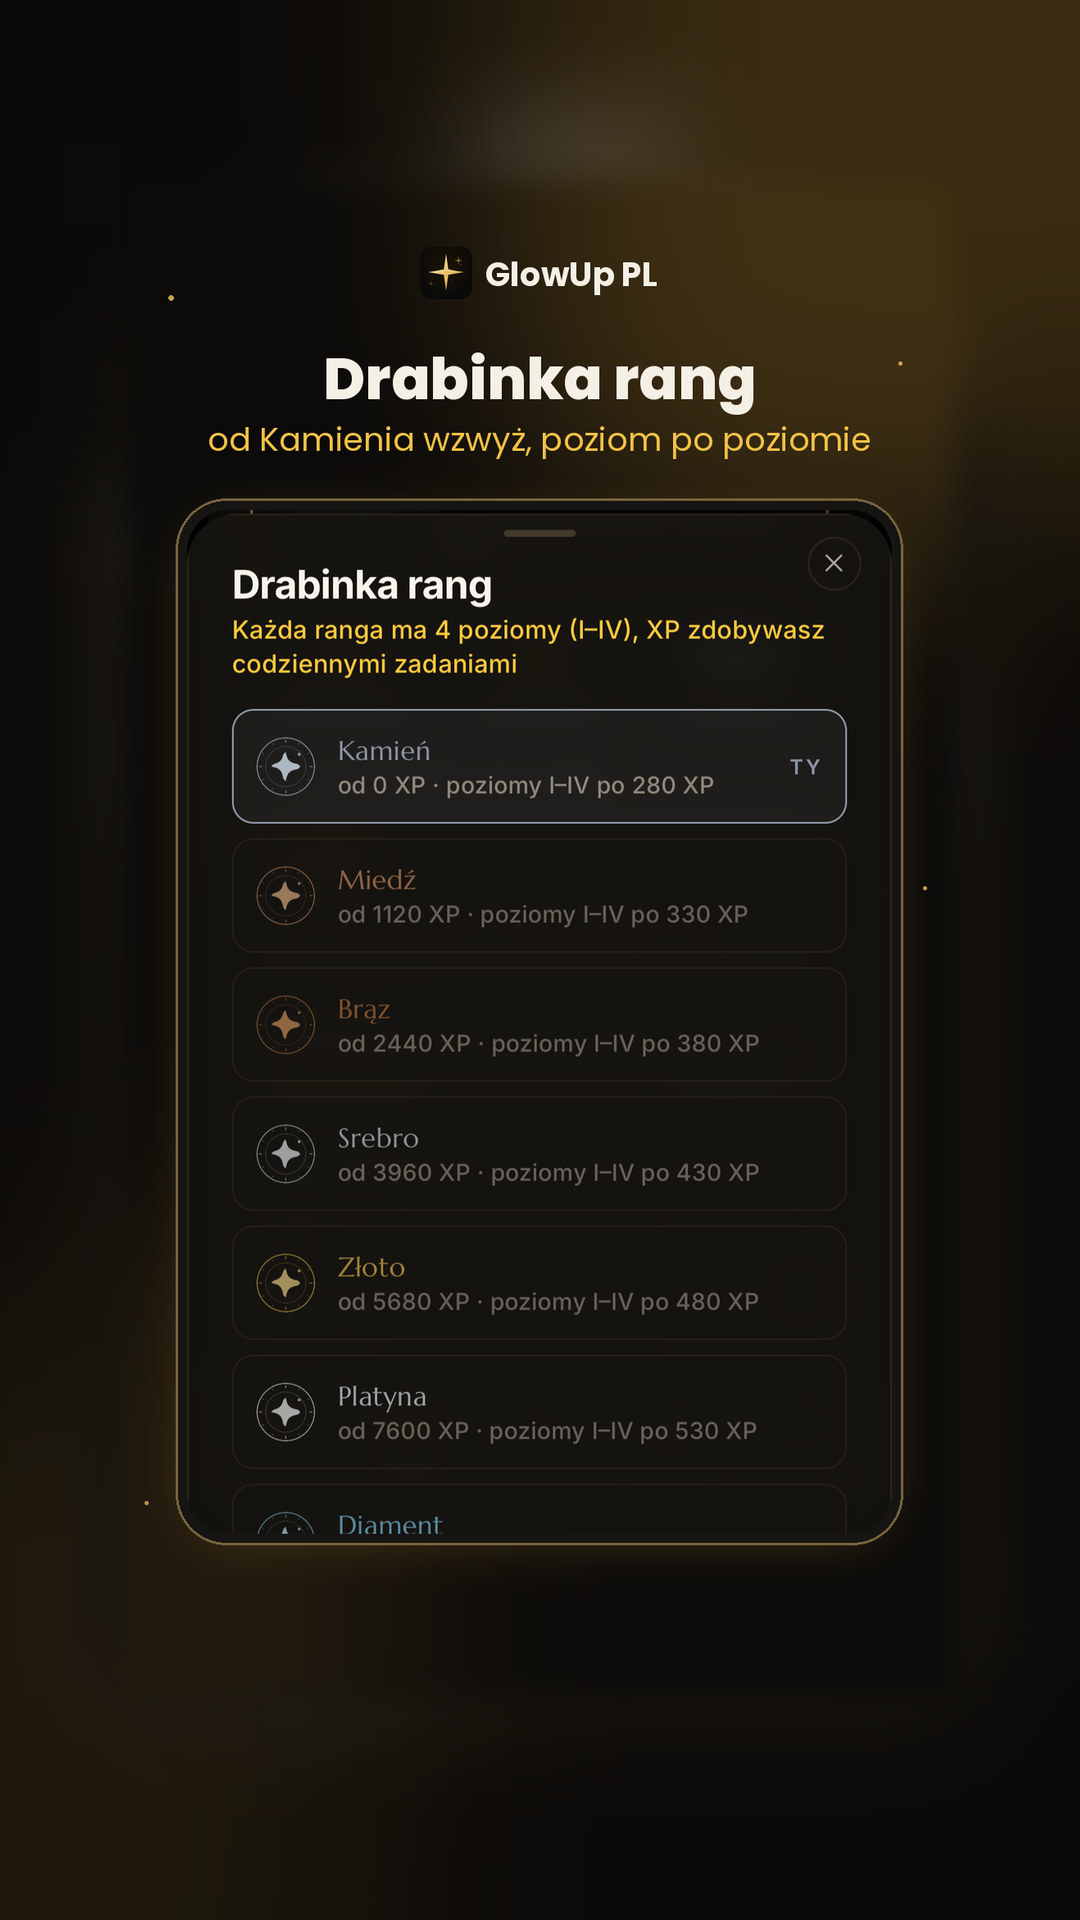 GlowUp PL
Drabinka rang
od Kamienia wzwyż, poziom po poziomie
Drabinka rang
Każda ranga ma 4 poziomy (I–IV), XP zdobywasz
codziennymi zadaniami
Kamień
od 0 XP · poziomy I–IV po 280 XP
TY
Miedź
od 1120 XP · poziomy I–IV po 330 XP
Brąz
od 2440 XP · poziomy I–IV po 380 XP
Srebro
od 3960 XP · poziomy I–IV po 430 XP
Złoto
od 5680 XP · poziomy I–IV po 480 XP
Platyna
od 7600 XP · poziomy I–IV po 530 XP
Diament